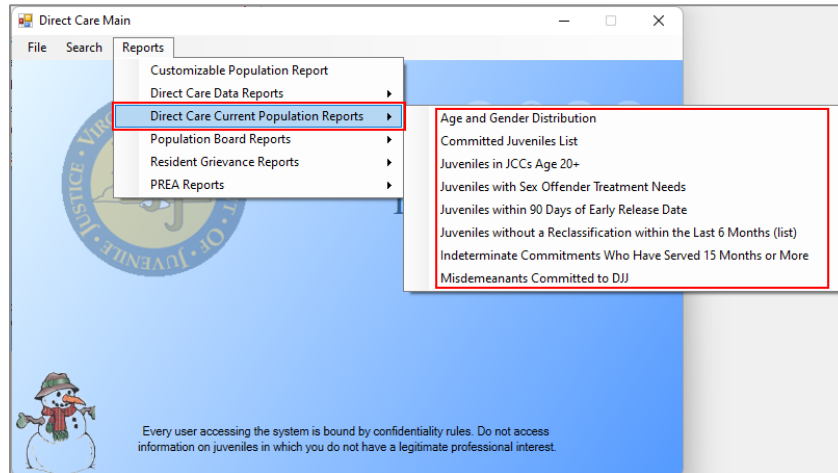 Direct Care Main
File Search Reports
Customizable Population Report
Direct Care Data Reports
Direct Care Current Population Reports
Population Board Reports
Resident Grievance Reports
PREA Reports
Age and Gender Distribution
Committed Juveniles List
Juveniles in JCCs Age 20+
Juveniles with Sex Offender Treatment Needs
Juveniles within 90 Days of Early Release Date
Juveniles without a Reclassification within the Last 6 Months (list)
Indeterminate Commitments Who Have Served 15 Months or More
Misdemeanants Committed to DJJ
JUSTICE
OF JUVENILE
Every user accessing the system is bound by confidentiality rules. Do not access
information on juveniles in which you do not have a legitimate professional interest.